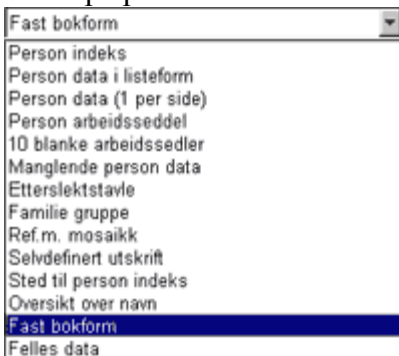 Fast bokform
Person indeks
Person data i listeform
Person data (1 per side)
Person arbeidsseddel
10 blanke arbeidssedler
Manglende person data
Etterslektstavle
Familie gruppe
Ref.m. mosaikk
Selvdefinert utskrift
Sted til person indeks
Oversikt over navn
Fast bokform
Felles data